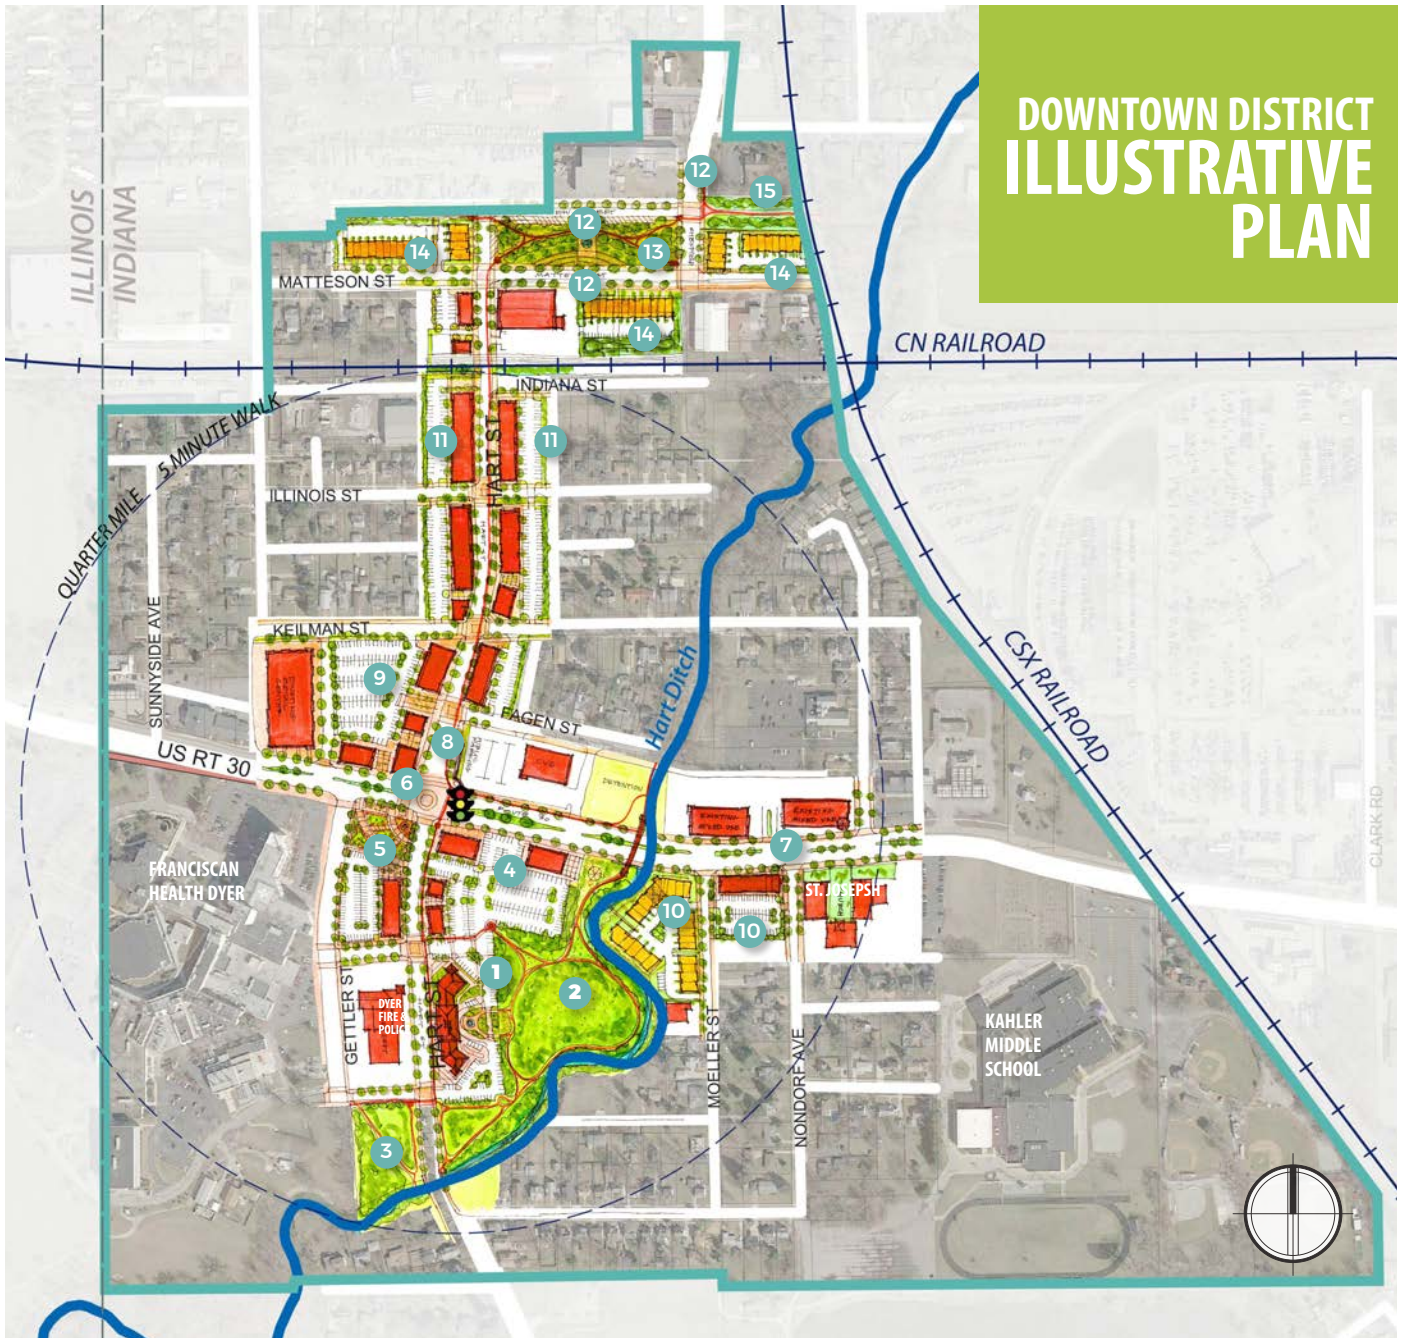 DOWNTOWN DISTRICT
ILLUSTRATIVE
PLAN
ILLINOIS
INDIANA
12
15
12
14
13
MATTESON ST
12
14
14
CN RAILROAD
INDIANA ST
5 MINUTE WALK
QUARTER MILE
11
HART ST
11
ILLINOIS ST
SUNNYSIDE AVE
KEILMAN ST
9
Hart Ditch
CSX RAILROAD
FAGEN ST
8
US RT 30
6
CVS
DETENTION
CLARK RD
7
5
4
FRANCISCAN
HEALTH DYER
ST. JOSEPSH
10
10
1
2
GETTLER ST
DYER
FIRE &
POLIC
HART ST
MOELLER ST
NONDORF AVE
KAHLER
MIDDLE
SCHOOL
3